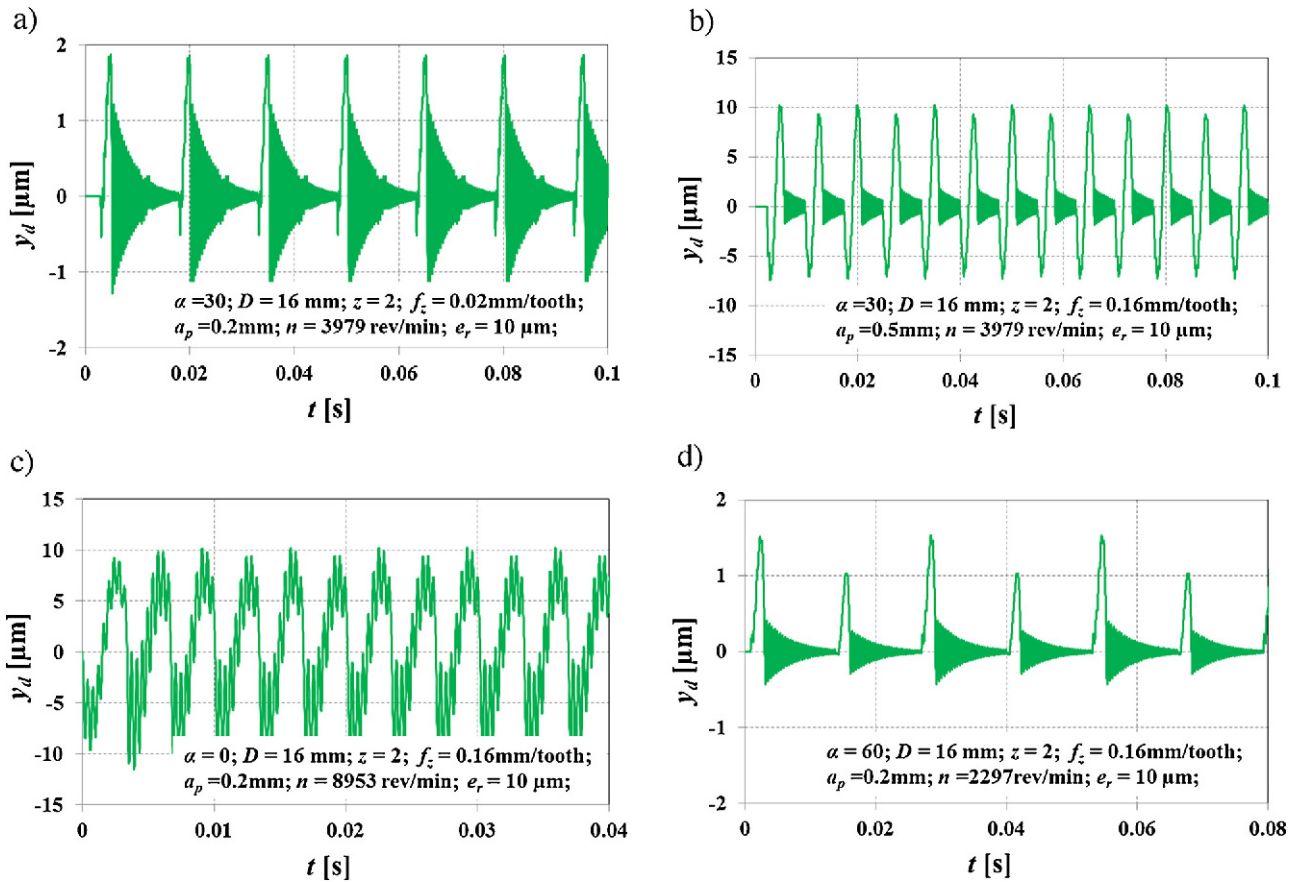 a)
2
1
0
-1
-2
y_d [µm]
α =30; D = 16 mm; z = 2; f_z = 0.02mm/tooth;
a_p =0.2mm; n = 3979 rev/min; e_r = 10 µm;
0 0.02 0.04 0.06 0.08 0.1
t [s]
b)
15
10
5
0
-5
-10
-15
y_d [µm]
α =30; D = 16 mm; z = 2; f_z = 0.16mm/tooth;
a_p =0.5mm; n = 3979 rev/min; e_r = 10 µm;
0 0.02 0.04 0.06 0.08 0.1
t [s]
c)
15
10
5
0
-5
-10
-15
y_d [µm]
α = 0; D = 16 mm; z = 2; f_z = 0.16mm/tooth;
a_p =0.2mm; n = 8953 rev/min; e_r = 10 µm;
0 0.01 0.02 0.03 0.04
t [s]
d)
2
1
0
-1
-2
y_d [µm]
α = 60; D = 16 mm; z = 2; f_z = 0.16mm/tooth;
a_p =0.2mm; n =2297rev/min; e_r = 10 µm;
0 0.02 0.04 0.06 0.08
t [s]